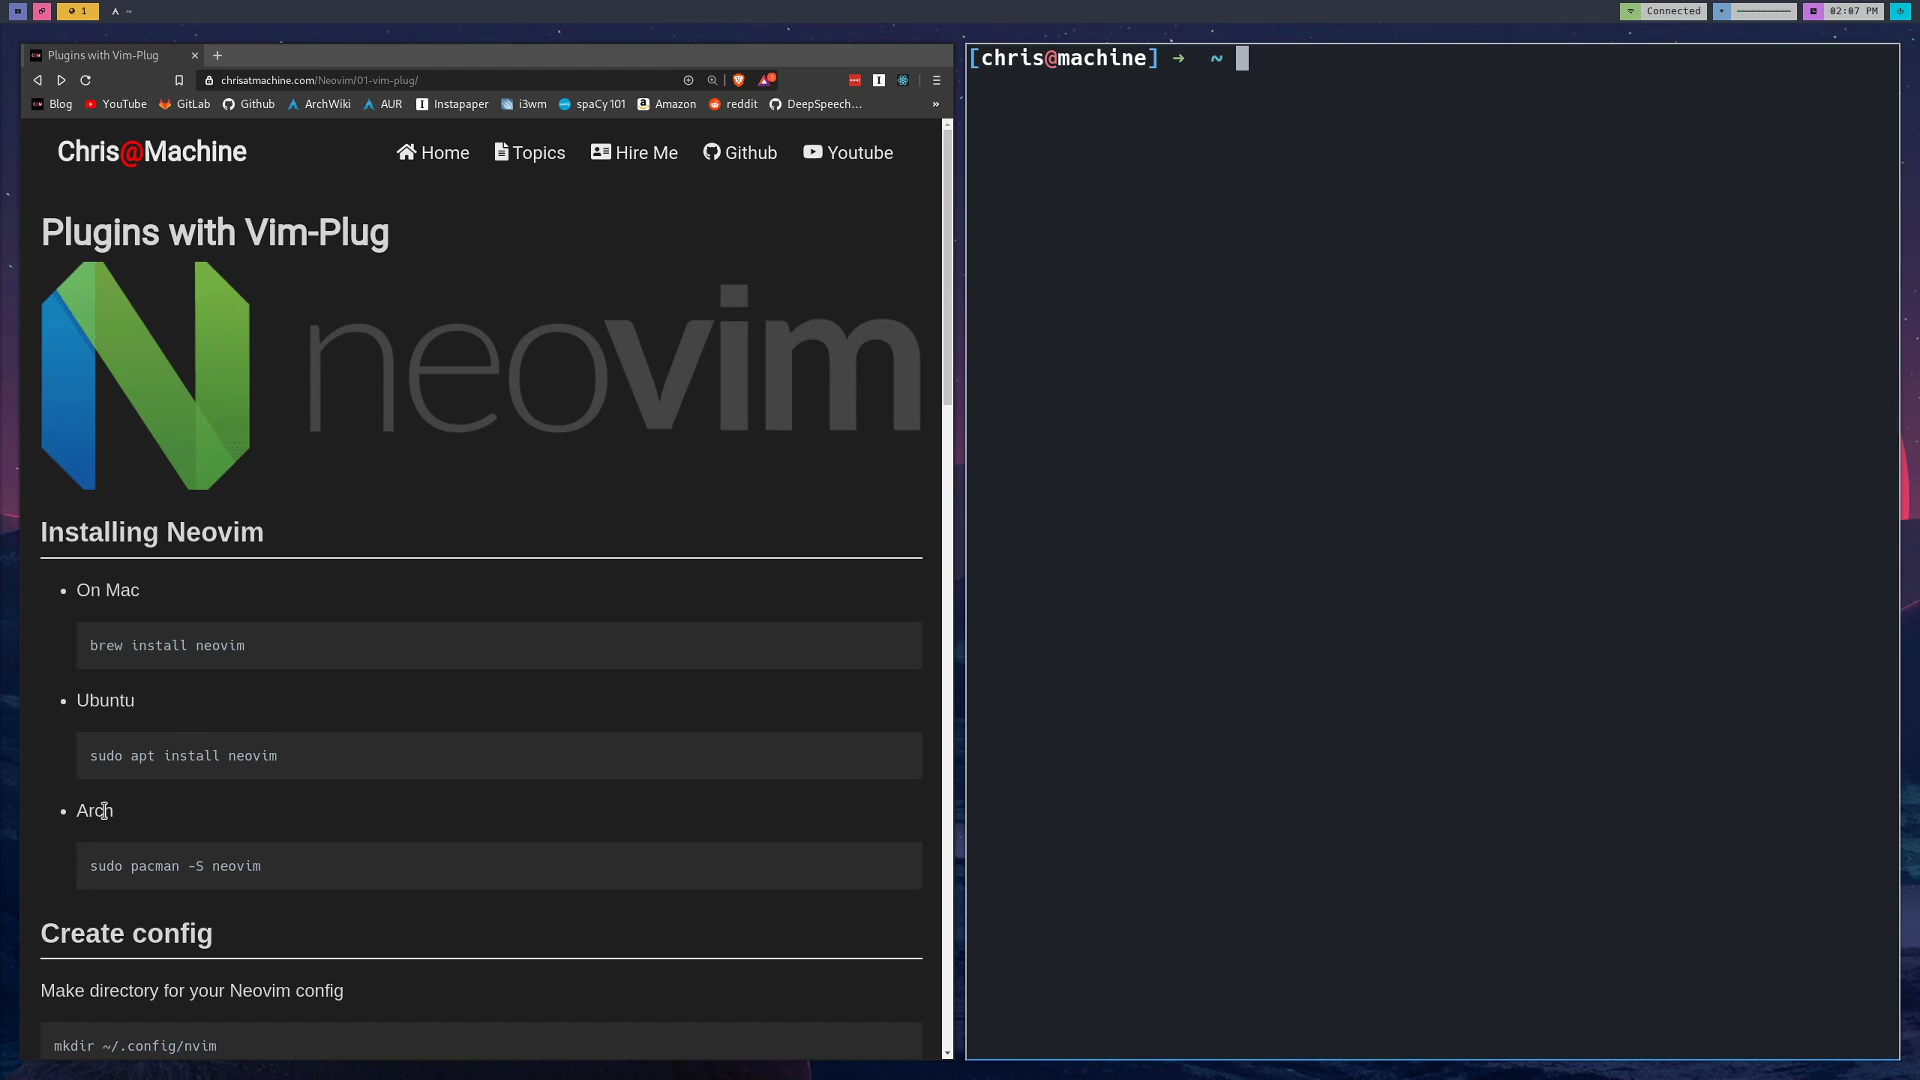 1
~
Connected
02:07 PM
Plugins with Vim-Plug
chrisatmachine.com/Neovim/01-vim-plug/
Blog YouTube GitLab Github ArchWiki AUR Instapaper i3wm spaCy101 Amazon reddit DeepSpeech... »
Chris@Machine
Home Topics Hire Me Github Youtube
Plugins with Vim-Plug
neovim
Installing Neovim
• On Mac
brew install neovim
• Ubuntu
sudo apt install neovim
• Arch
sudo pacman -S neovim
Create config
Make directory for your Neovim config
mkdir ~/.config/nvim
[chris@machine] → ~